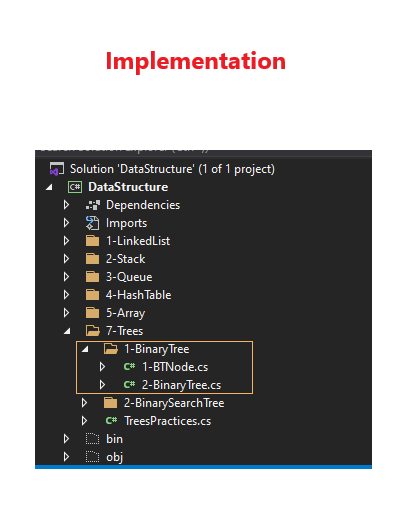 Implementation
Solution 'DataStructure' (1 of 1 project)
C# DataStructure
Dependencies
Imports
1-LinkedList
2-Stack
3-Queue
4-HashTable
5-Array
7-Trees
1-BinaryTree
C# 1-BTNode.cs
C# 2-BinaryTree.cs
2-BinarySearchTree
C# TreesPractices.cs
bin
obj